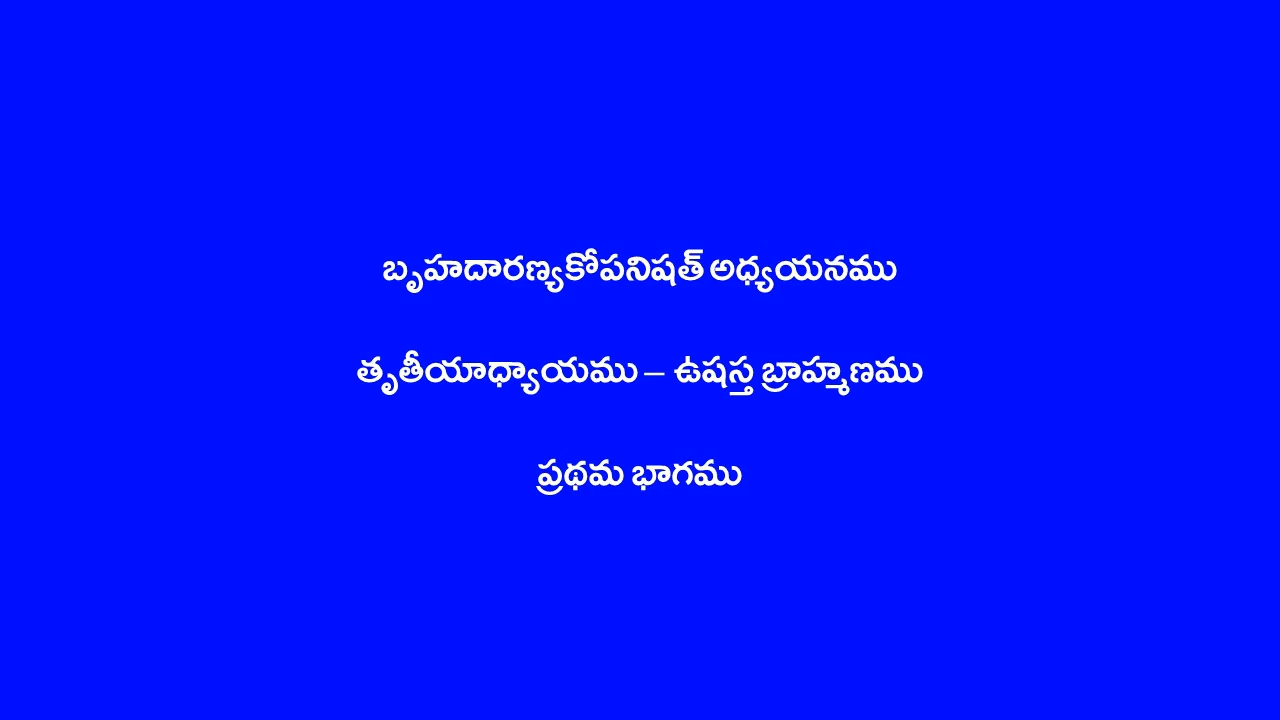 బృహదారణ్యకోపనిషత్ అధ్యయనము
తృతీయాధ్యాయము – ఉషస్త బ్రాహ్మణము
ప్రథమ భాగము